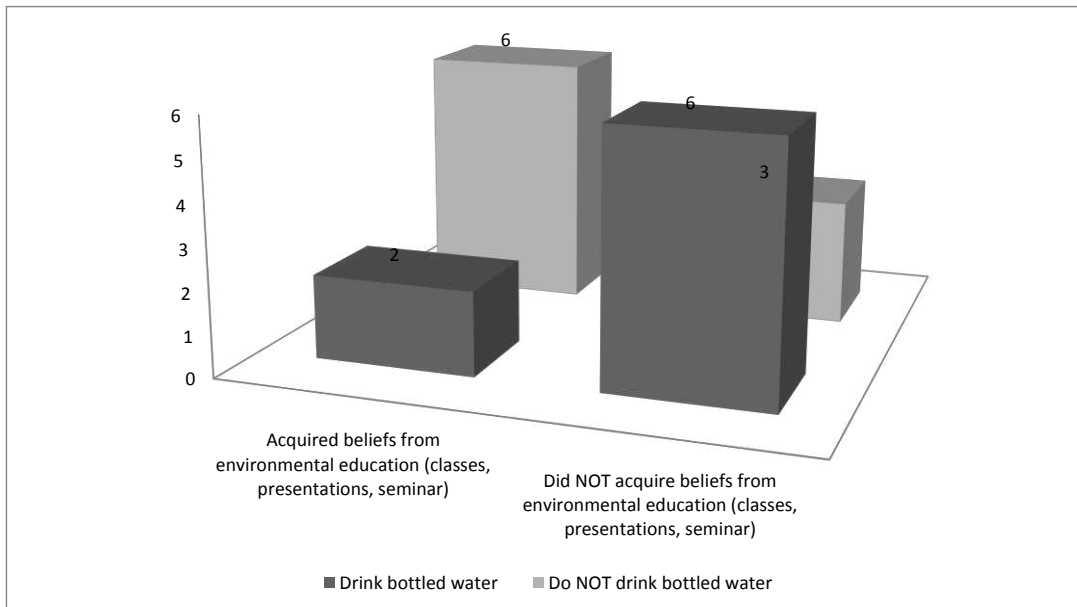 6
6
6
5
3
4
3
2
2
1
0
Acquired beliefs from
environmental education (classes,
presentations, seminar)
Did NOT acquire beliefs from
environmental education (classes,
presentations, seminar)
Drink bottled water
Do NOT drink bottled water